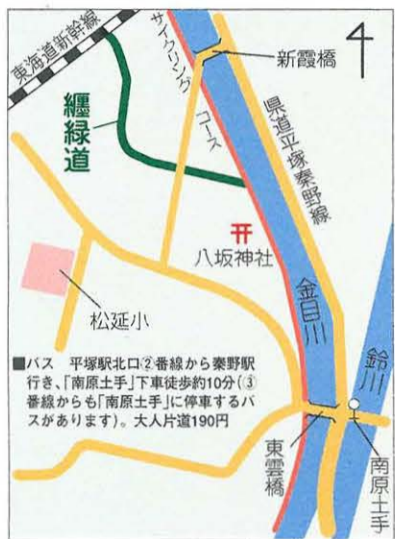 東海道新幹線
サイクリング
コース
新霞橋
纒緑道
県道平塚秦野線
八坂神社
松延小
金目川
鈴川
■バス 平塚駅北口②番線から秦野駅
行き、「南原土手」下車徒歩約10分(③
番線からも「南原土手」に停車するバ
スがあります)。大人片道190円
東雲橋
南原土手